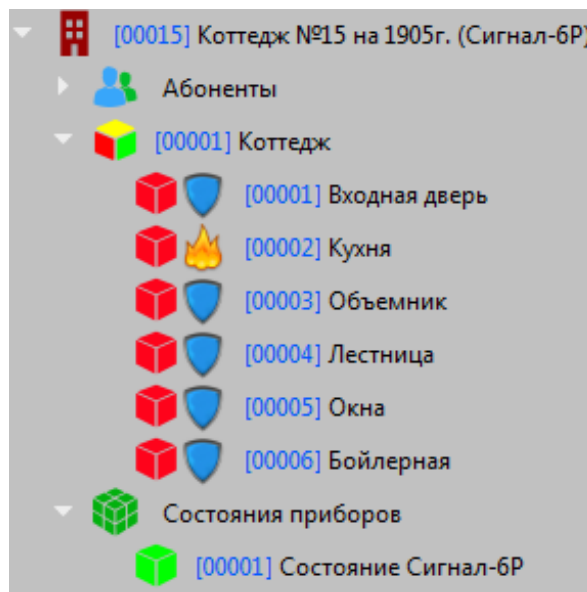 [00015] Коттедж №15 на 1905г. (Сигнал-6Р)
Абоненты
[00001] Коттедж
[00001] Входная дверь
[00002] Кухня
[00003] Объемник
[00004] Лестница
[00005] Окна
[00006] Бойлерная
Состояния приборов
[00001] Состояние Сигнал-6Р